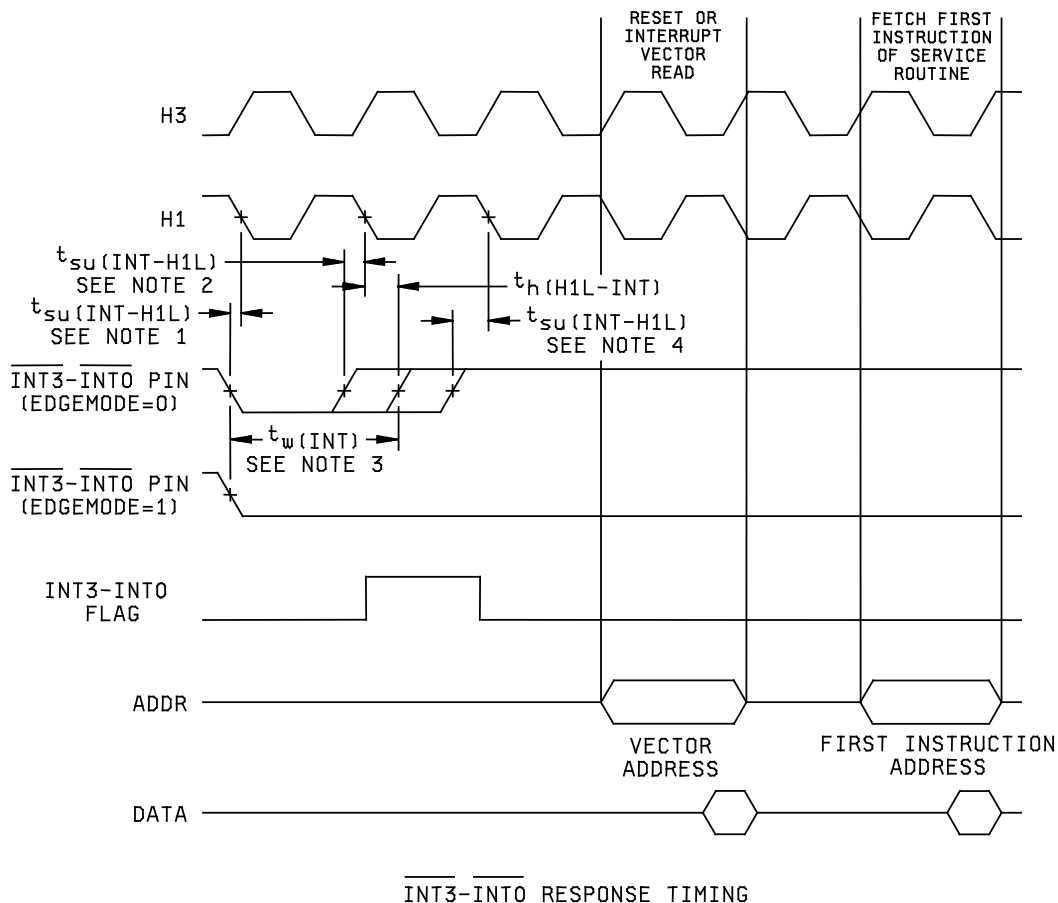 RESET OR
INTERRUPT
VECTOR
READ
FETCH FIRST
INSTRUCTION
OF SERVICE
ROUTINE
H3
H1
tsu(INT-H1L)
SEE NOTE 2
th(H1L-INT)
tsu(INT-H1L)
SEE NOTE 1
tsu(INT-H1L)
SEE NOTE 4
INT3-INT0 PIN
(EDGEMODE=0)
tw(INT)
SEE NOTE 3
INT3-INT0 PIN
(EDGEMODE=1)
INT3-INT0
FLAG
ADDR
VECTOR
ADDRESS
FIRST INSTRUCTION
ADDRESS
DATA
INT3-INT0 RESPONSE TIMING